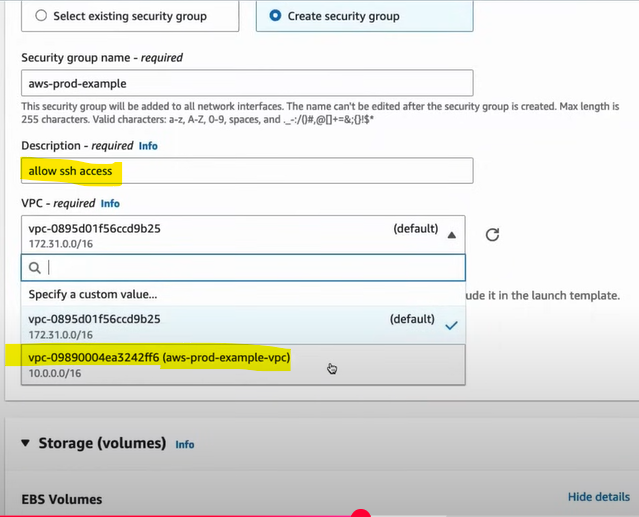 Select existing security group
Create security group
Security group name - required
aws-prod-example
This security group will be added to all network interfaces. The name can't be edited after the security group is created. Max length is
255 characters. Valid characters: a-z, A-Z, 0-9, spaces, and ._-:/()#,@[]+=&;{}!$*
Description - required Info
allow ssh access
VPC - required Info
vpc-0895d01f56ccd9b25 (default)
172.31.0.0/16
Specify a custom value...
ude it in the launch template.
vpc-0895d01f56ccd9b25 (default)
172.31.0.0/16
vpc-09890004ea3242ff6 (aws-prod-example-vpc)
10.0.0.0/16
Storage (volumes) Info
EBS Volumes Hide details